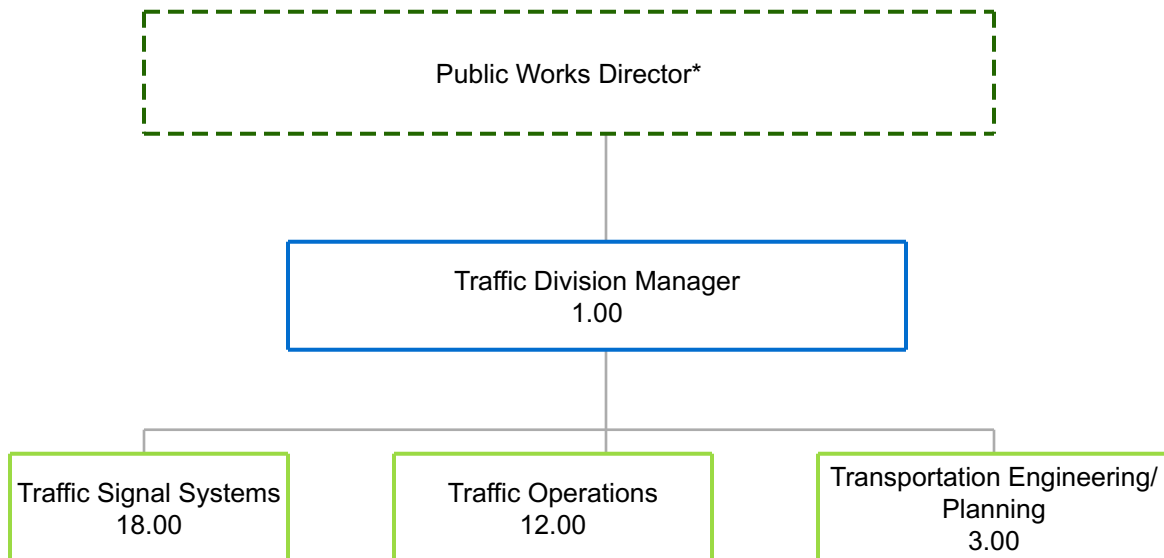 Public Works Director*
Traffic Division Manager
1.00
Traffic Signal Systems
18.00
Traffic Operations
12.00
Transportation Engineering/
Planning
3.00